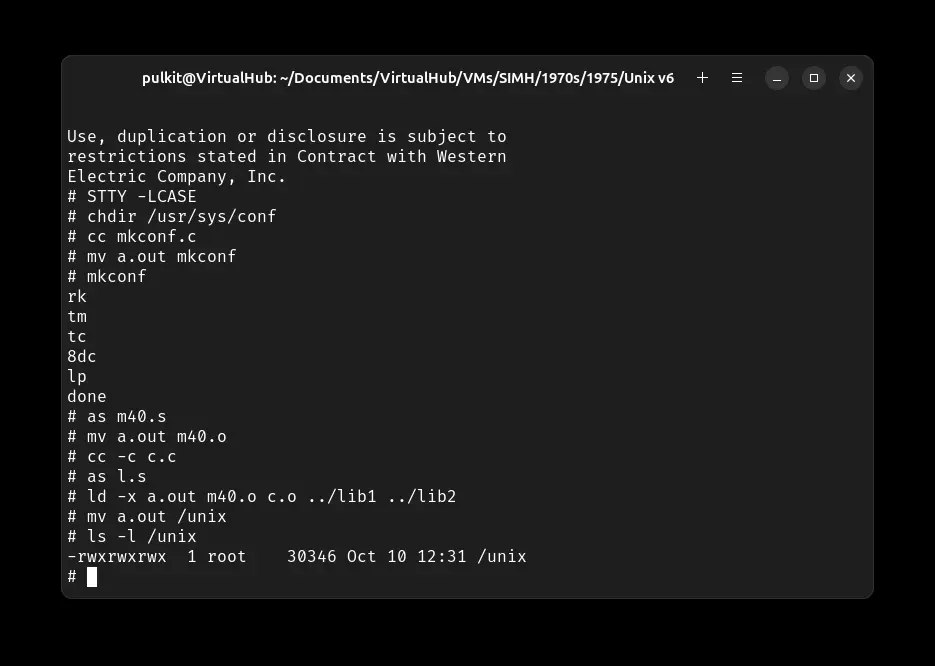 pulkit@VirtualHub: ~/Documents/VirtualHub/VMs/SIMH/1970s/1975/Unix v6
Use, duplication or disclosure is subject to
restrictions stated in Contract with Western
Electric Company, Inc.
# STTY -LCASE
# chdir /usr/sys/conf
# cc mkconf.c
# mv a.out mkconf
# mkconf
rk
tm
tc
8dc
lp
done
# as m40.s
# mv a.out m40.o
# cc -c c.c
# as l.s
# ld -x a.out m40.o c.o ../lib1 ../lib2
# mv a.out /unix
# ls -l /unix
-rwxrwxrwx  1 root    30346 Oct 10 12:31 /unix
#